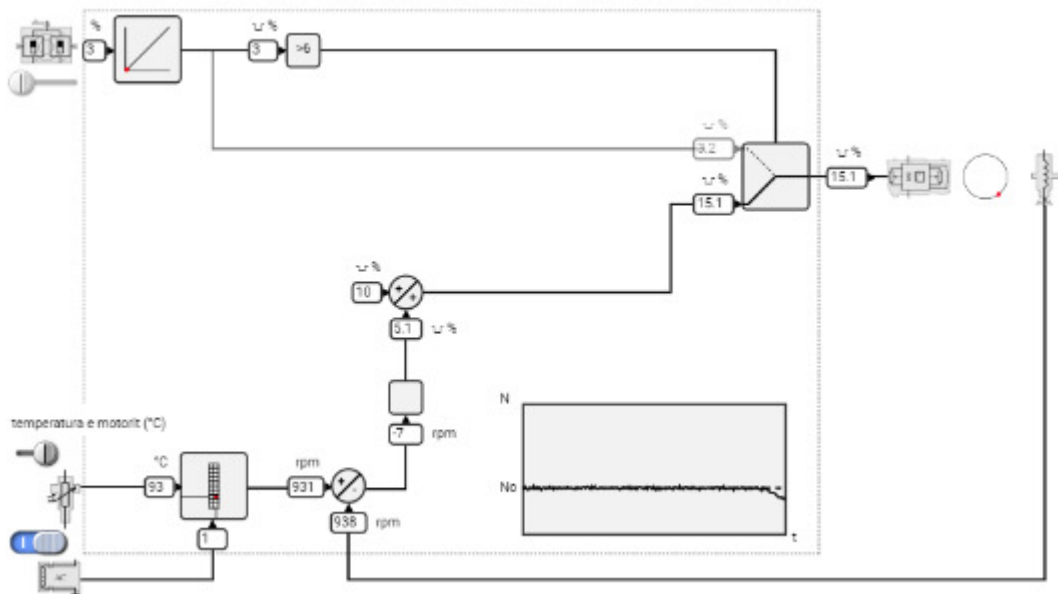 %
3
%
3
>6
%
9.2
%
15.1
%
15.1
%
10
+
+
5.1
%
-7
rpm
N
No
t
temperatura e motorit (°C)
°C
93
rpm
931
+
-
938
rpm
1
I
AC